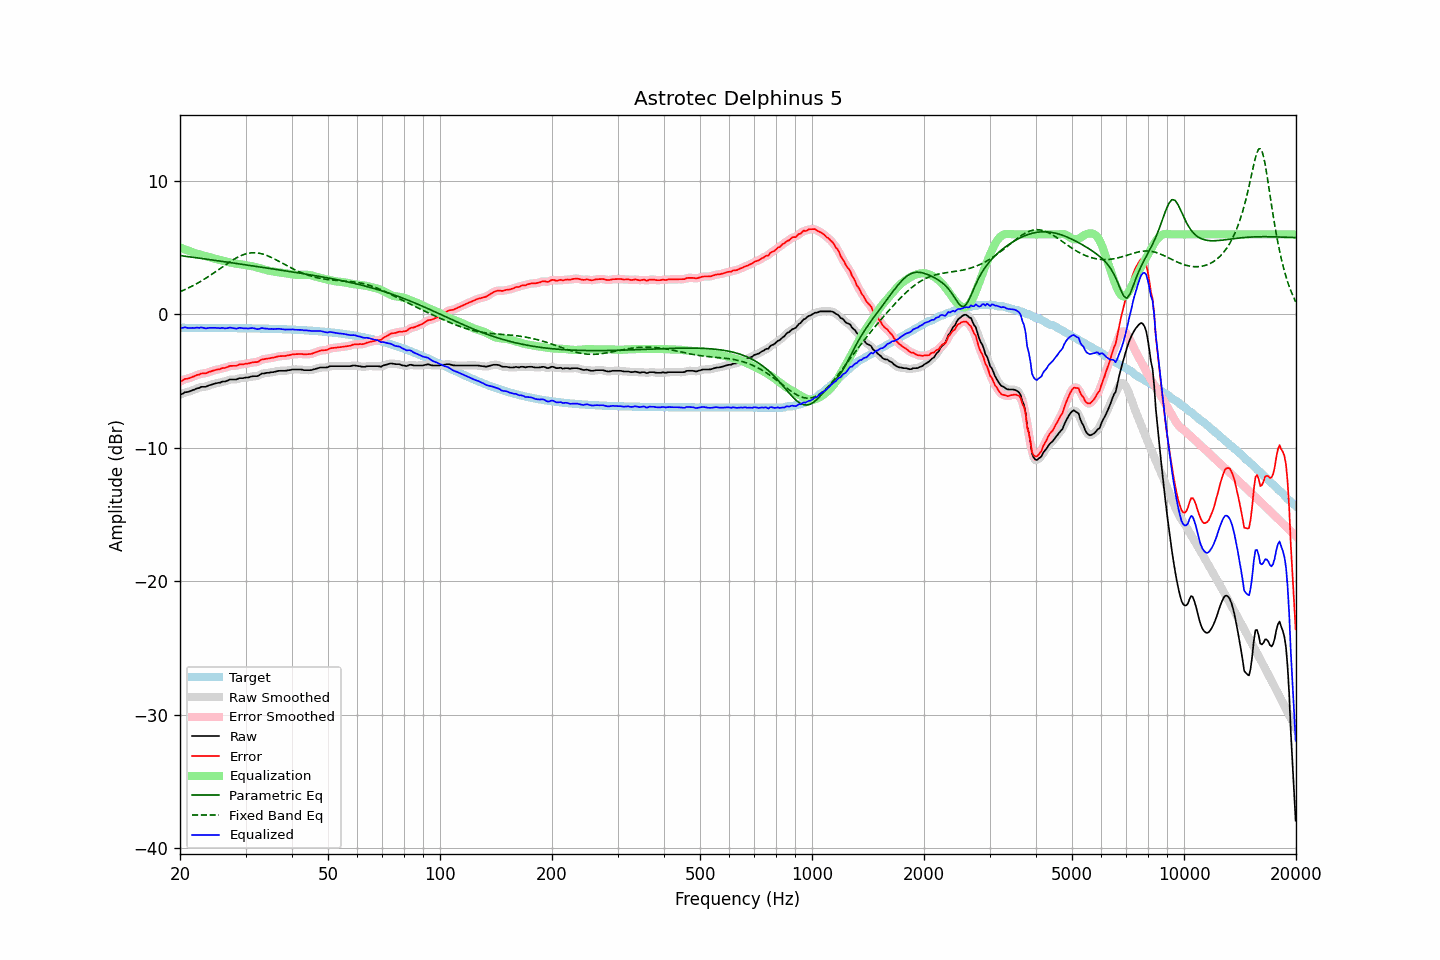 Astrotec Delphinus 5
Amplitude (dBr)
10
0
−10
−20
−30
−40
Target
Raw Smoothed
Error Smoothed
Raw
Error
Equalization
Parametric Eq
Fixed Band Eq
Equalized
20 50 100 200 500 1000 2000 5000 10000 20000
Frequency (Hz)